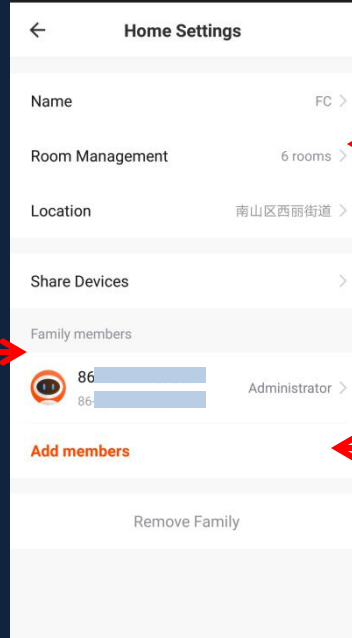 Home Settings
Name FC
Room Management 6 rooms
Location 南山区西丽街道
Share Devices
Family members
86
86- Administrator
Add members
Remove Family